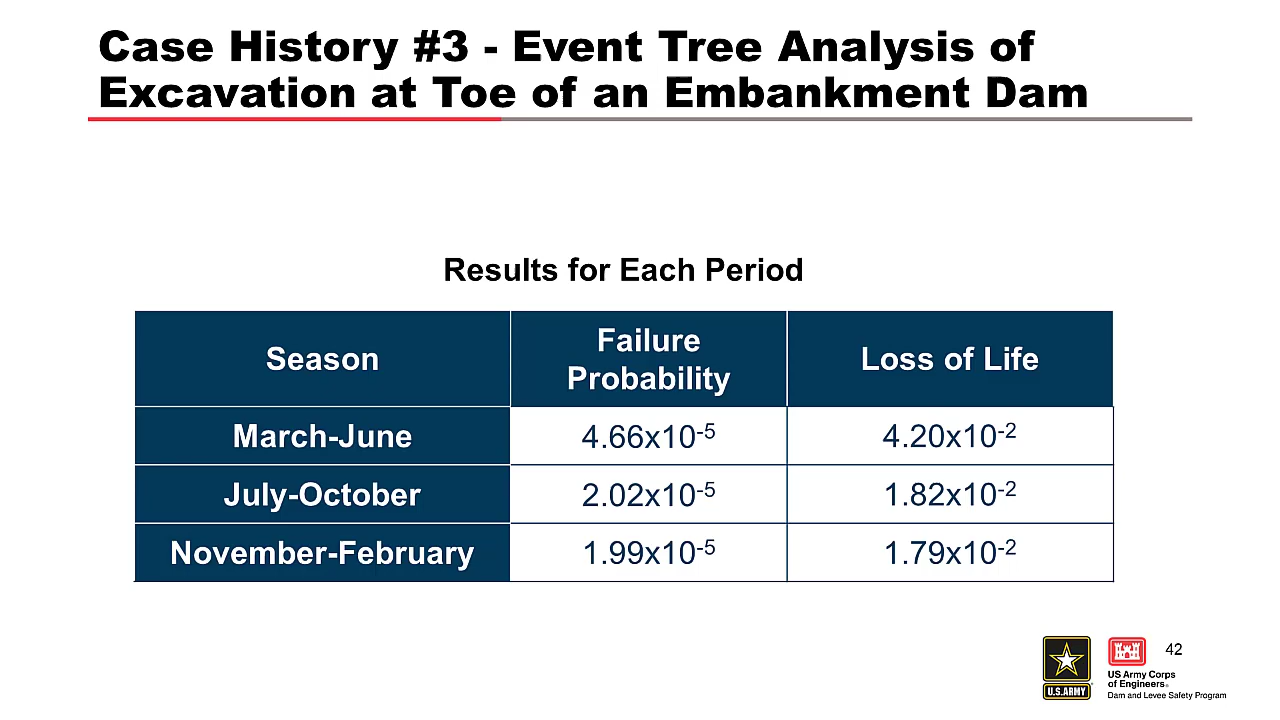 Case History #3 - Event Tree Analysis of
Excavation at Toe of an Embankment Dam
Results for Each Period
Season
Failure
Probability
Loss of Life
March-June
4.66x10⁻⁵
4.20x10⁻²
July-October
2.02x10⁻⁵
1.82x10⁻²
November-February
1.99x10⁻⁵
1.79x10⁻²
42
U.S. ARMY
US Army Corps
of Engineers®
Dam and Levee Safety Program